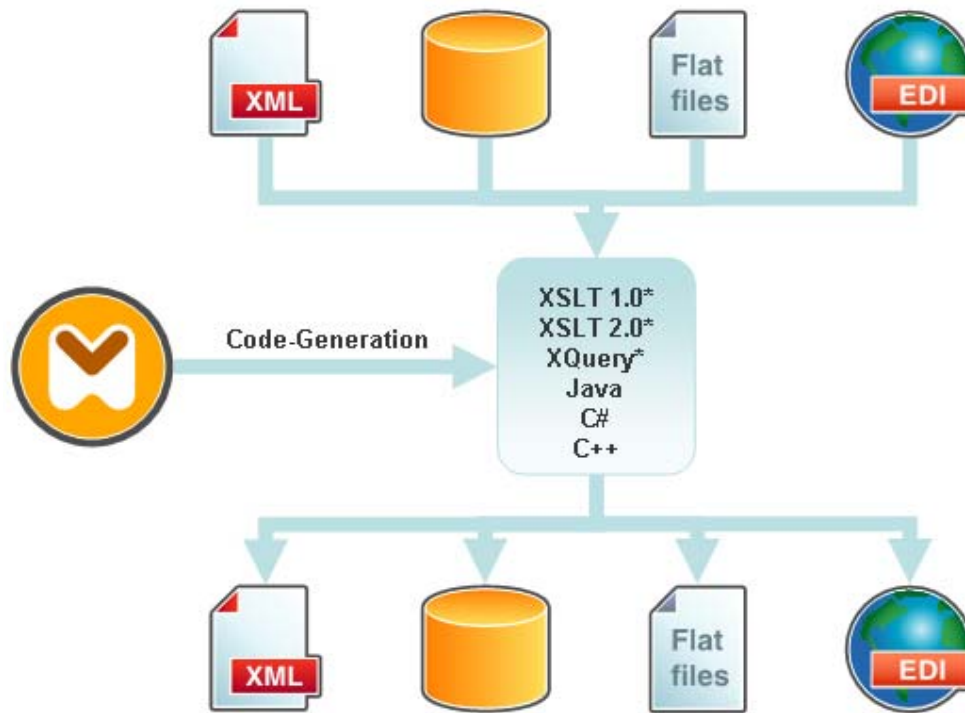 XML
Flat
files
EDI
Code-Generation
XSLT 1.0*
XSLT 2.0*
XQuery*
Java
C#
C++
XML
Flat
files
EDI